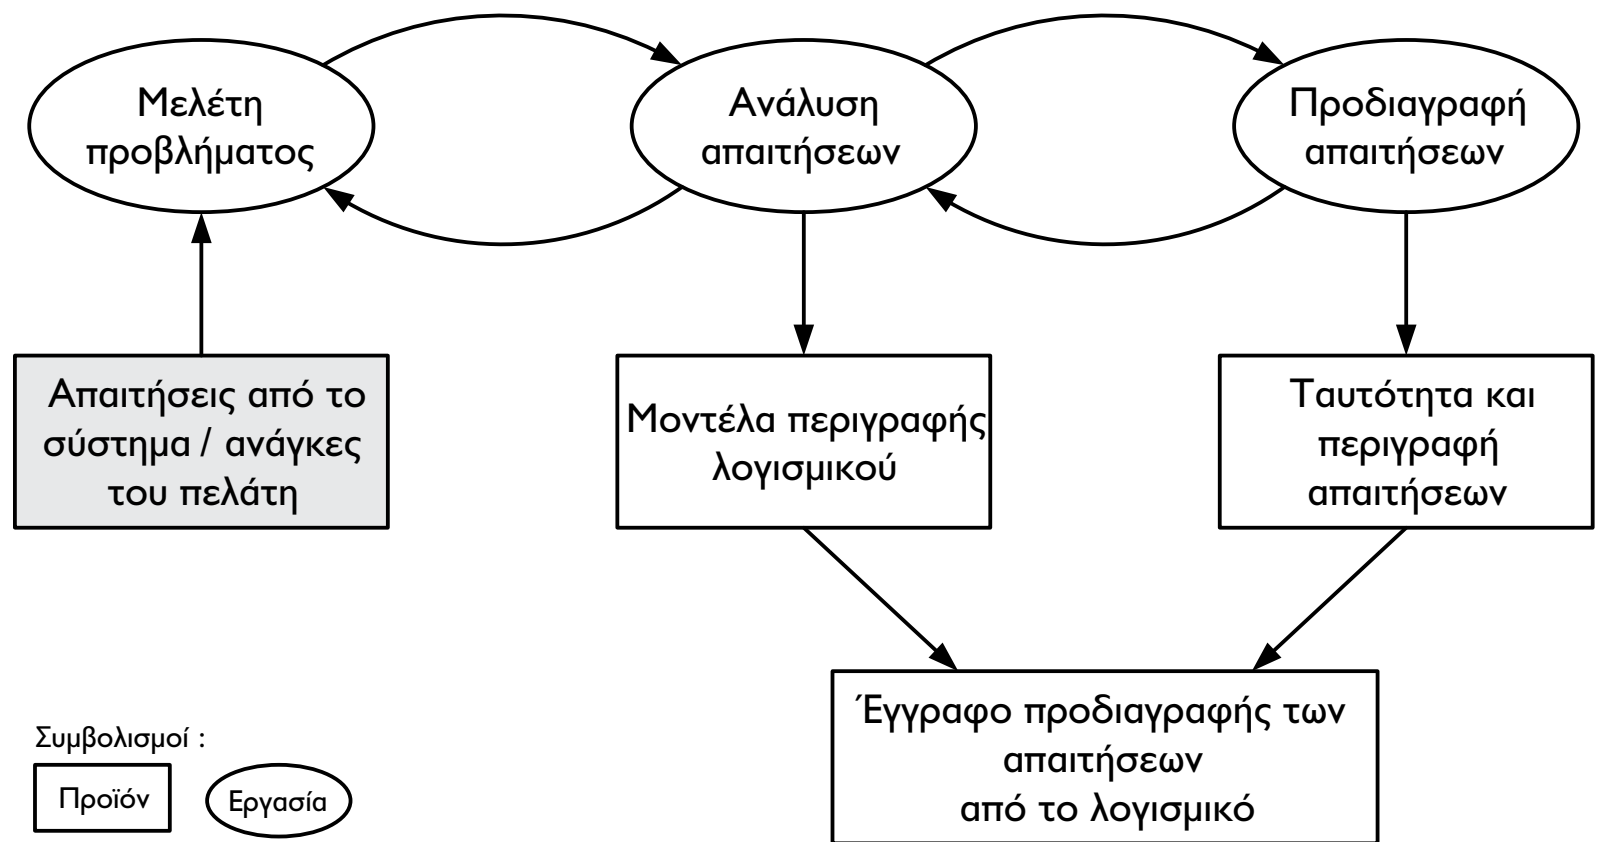 Μελέτη
προβλήματος
Ανάλυση
απαιτήσεων
Προδιαγραφή
απαιτήσεων
Απαιτήσεις από το
σύστημα / ανάγκες
του πελάτη
Μοντέλα περιγραφής
λογισμικού
Ταυτότητα και
περιγραφή
απαιτήσεων
Έγγραφο προδιαγραφής των
απαιτήσεων
από το λογισμικό
Συμβολισμοί :
Προϊόν
Εργασία